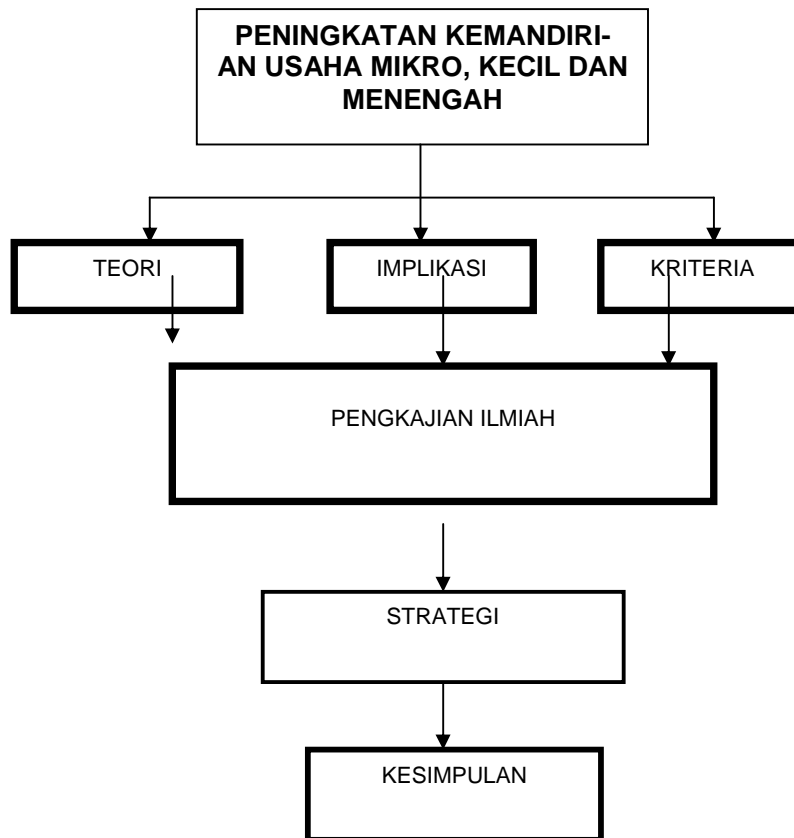 PENINGKATAN KEMANDIRI-
AN USAHA MIKRO, KECIL DAN
MENENGAH
TEORI
IMPLIKASI
KRITERIA
PENGKAJIAN ILMIAH
STRATEGI
KESIMPULAN